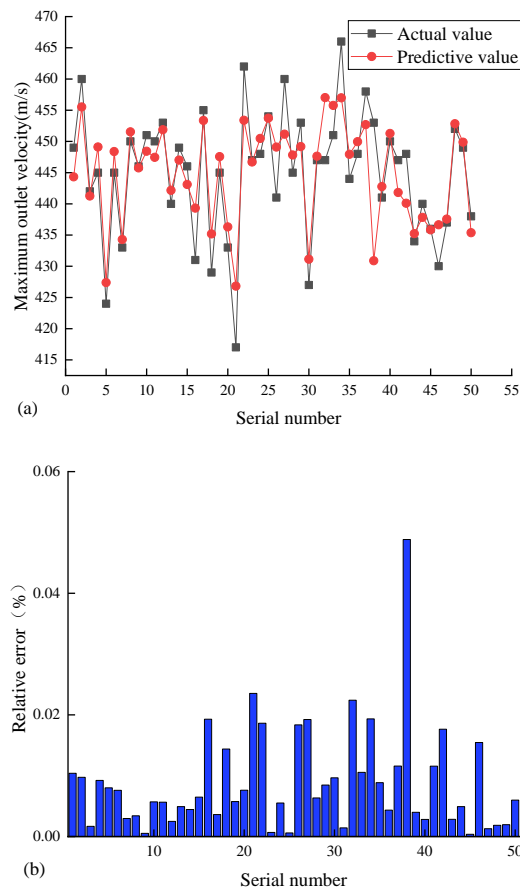 470
465
460
455
450
445
440
435
430
425
420
415
Maximum outlet velocity(m/s)
Actual value
Predictive value
0 5 10 15 20 25 30 35 40 45 50 55
Serial number
(a)
0.06
0.04
0.02
0.00
Relative error（%）
10 20 30 40 50
Serial number
(b)